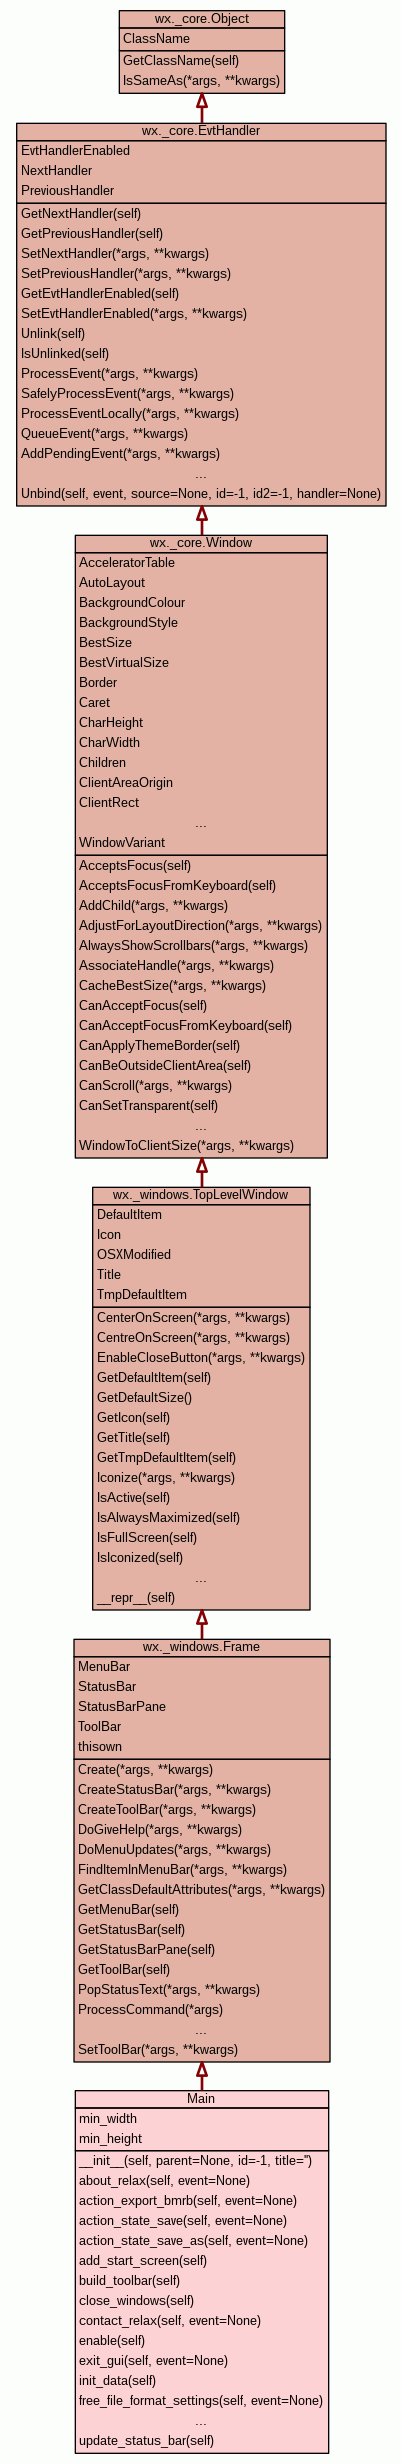 wx._core.Object
ClassName
GetClassName(self)
IsSameAs(*args, **kwargs)
wx._core.EvtHandler
EvtHandlerEnabled
NextHandler
PreviousHandler
GetNextHandler(self)
GetPreviousHandler(self)
SetNextHandler(*args, **kwargs)
SetPreviousHandler(*args, **kwargs)
GetEvtHandlerEnabled(self)
SetEvtHandlerEnabled(*args, **kwargs)
Unlink(self)
IsUnlinked(self)
ProcessEvent(*args, **kwargs)
SafelyProcessEvent(*args, **kwargs)
ProcessEventLocally(*args, **kwargs)
QueueEvent(*args, **kwargs)
AddPendingEvent(*args, **kwargs)
...
Unbind(self, event, source=None, id=-1, id2=-1, handler=None)
wx._core.Window
AcceleratorTable
AutoLayout
BackgroundColour
BackgroundStyle
BestSize
BestVirtualSize
Border
Caret
CharHeight
CharWidth
Children
ClientAreaOrigin
ClientRect
...
WindowVariant
AcceptsFocus(self)
AcceptsFocusFromKeyboard(self)
AddChild(*args, **kwargs)
AdjustForLayoutDirection(*args, **kwargs)
AlwaysShowScrollbars(*args, **kwargs)
AssociateHandle(*args, **kwargs)
CacheBestSize(*args, **kwargs)
CanAcceptFocus(self)
CanAcceptFocusFromKeyboard(self)
CanApplyThemeBorder(self)
CanBeOutsideClientArea(self)
CanScroll(*args, **kwargs)
CanSetTransparent(self)
...
WindowToClientSize(*args, **kwargs)
wx._windows.TopLevelWindow
DefaultItem
Icon
OSXModified
Title
TmpDefaultItem
CenterOnScreen(*args, **kwargs)
CentreOnScreen(*args, **kwargs)
EnableCloseButton(*args, **kwargs)
GetDefaultItem(self)
GetDefaultSize()
GetIcon(self)
GetTitle(self)
GetTmpDefaultItem(self)
Iconize(*args, **kwargs)
IsActive(self)
IsAlwaysMaximized(self)
IsFullScreen(self)
IsIconized(self)
...
__repr__(self)
wx._windows.Frame
MenuBar
StatusBar
StatusBarPane
ToolBar
thisown
Create(*args, **kwargs)
CreateStatusBar(*args, **kwargs)
CreateToolBar(*args, **kwargs)
DoGiveHelp(*args, **kwargs)
DoMenuUpdates(*args, **kwargs)
FindItemInMenuBar(*args, **kwargs)
GetClassDefaultAttributes(*args, **kwargs)
GetMenuBar(self)
GetStatusBar(self)
GetStatusBarPane(self)
GetToolBar(self)
PopStatusText(*args, **kwargs)
ProcessCommand(*args)
...
SetToolBar(*args, **kwargs)
Main
min_width
min_height
__init__(self, parent=None, id=-1, title='')
about_relax(self, event=None)
action_export_bmrb(self, event=None)
action_state_save(self, event=None)
action_state_save_as(self, event=None)
add_start_screen(self)
build_toolbar(self)
close_windows(self)
contact_relax(self, event=None)
enable(self)
exit_gui(self, event=None)
init_data(self)
free_file_format_settings(self, event=None)
...
update_status_bar(self)